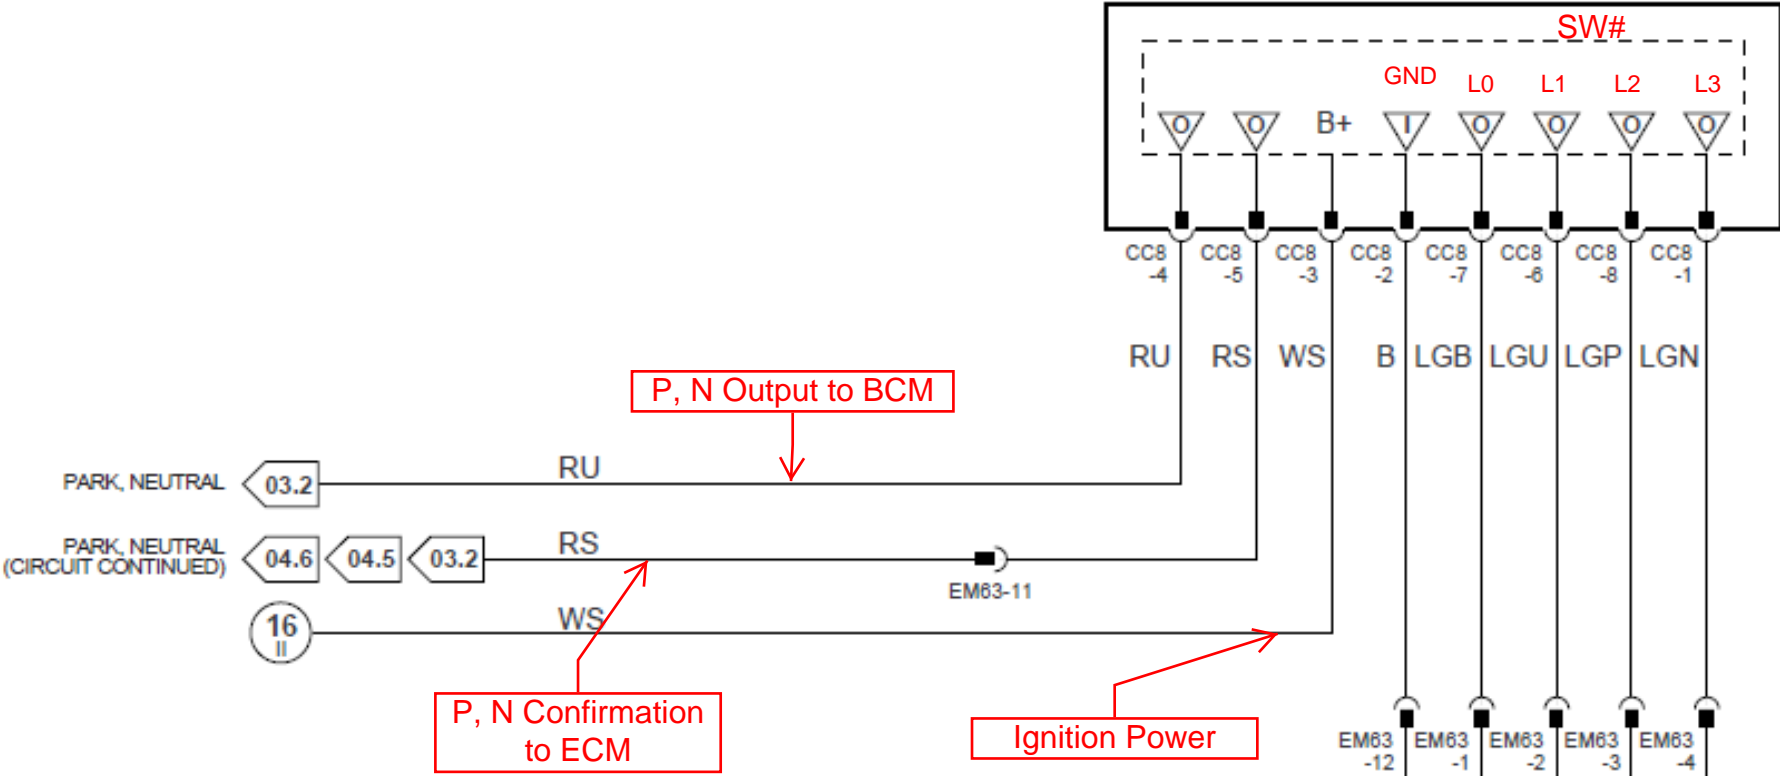 SW#
GND L0 L1 L2 L3
O O B+ I O O O O
CC8 CC8 CC8 CC8 CC8 CC8 CC8 CC8
-4 -5 -3 -2 -7 -6 -8 -1
RU RS WS B LGB LGU LGP LGN
P, N Output to BCM
PARK, NEUTRAL 03.2 RU
PARK, NEUTRAL
(CIRCUIT CONTINUED) 04.6 04.5 03.2 RS
EM63-11
16 WS
II
P, N Confirmation
to ECM
Ignition Power
EM63 EM63 EM63 EM63 EM63
-12 -1 -2 -3 -4